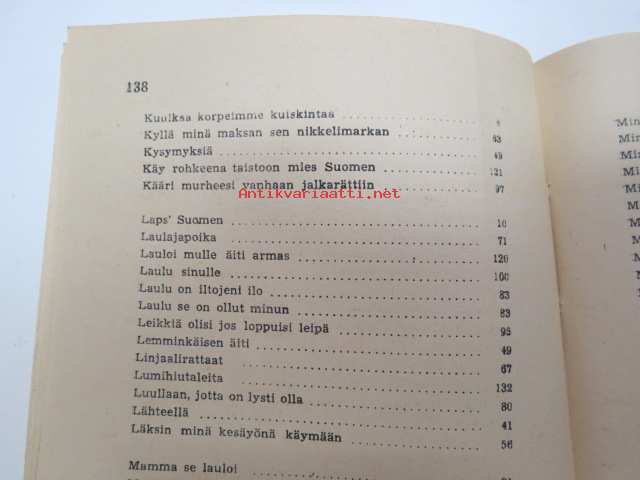 138
Kuulksa korpeimme kuiskintaa
Kyllä minä maksan sen nikkelimarkan 43
Kysymyksiä 49
Käy rohkeena taistoon mies Suomen 121
Kääri murheesi vanhaan jalkarättiin 97
Antikvariaatti.net
Laps' Suomen 10
Laulajapoika 71
Lauloi mulle äiti armas 120
Laulu sinulle 100
Laulu on iltojeni ilo 83
Laulu se on ollut minun 83
Leikkiä olisi jos loppuisi leipä 95
Lemminkäisen äiti 49
Linjaalirattaat 67
Lumihiutaleita 132
Luullaan, jotta on lysti olla 80
Lähteellä 41
Läksin minä kesäyönä käymään 56
Mamma se lauloi